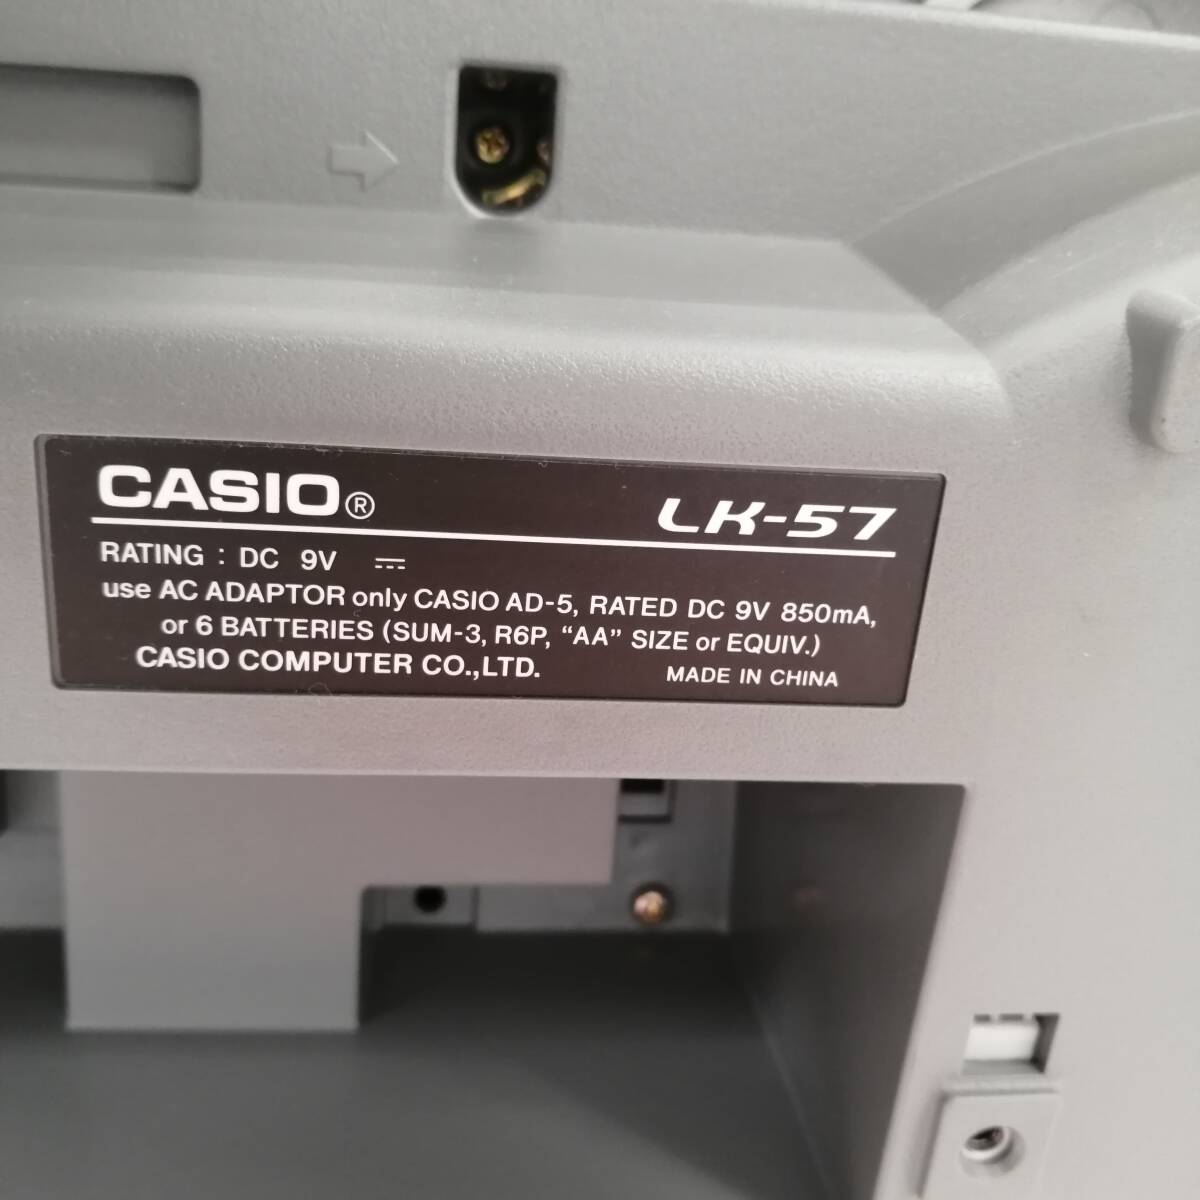 CASIO® LK-57
RATING : DC 9V ⎓
use AC ADAPTOR only CASIO AD-5, RATED DC 9V 850mA,
or 6 BATTERIES (SUM-3, R6P, “AA” SIZE or EQUIV.)
CASIO COMPUTER CO.,LTD. MADE IN CHINA